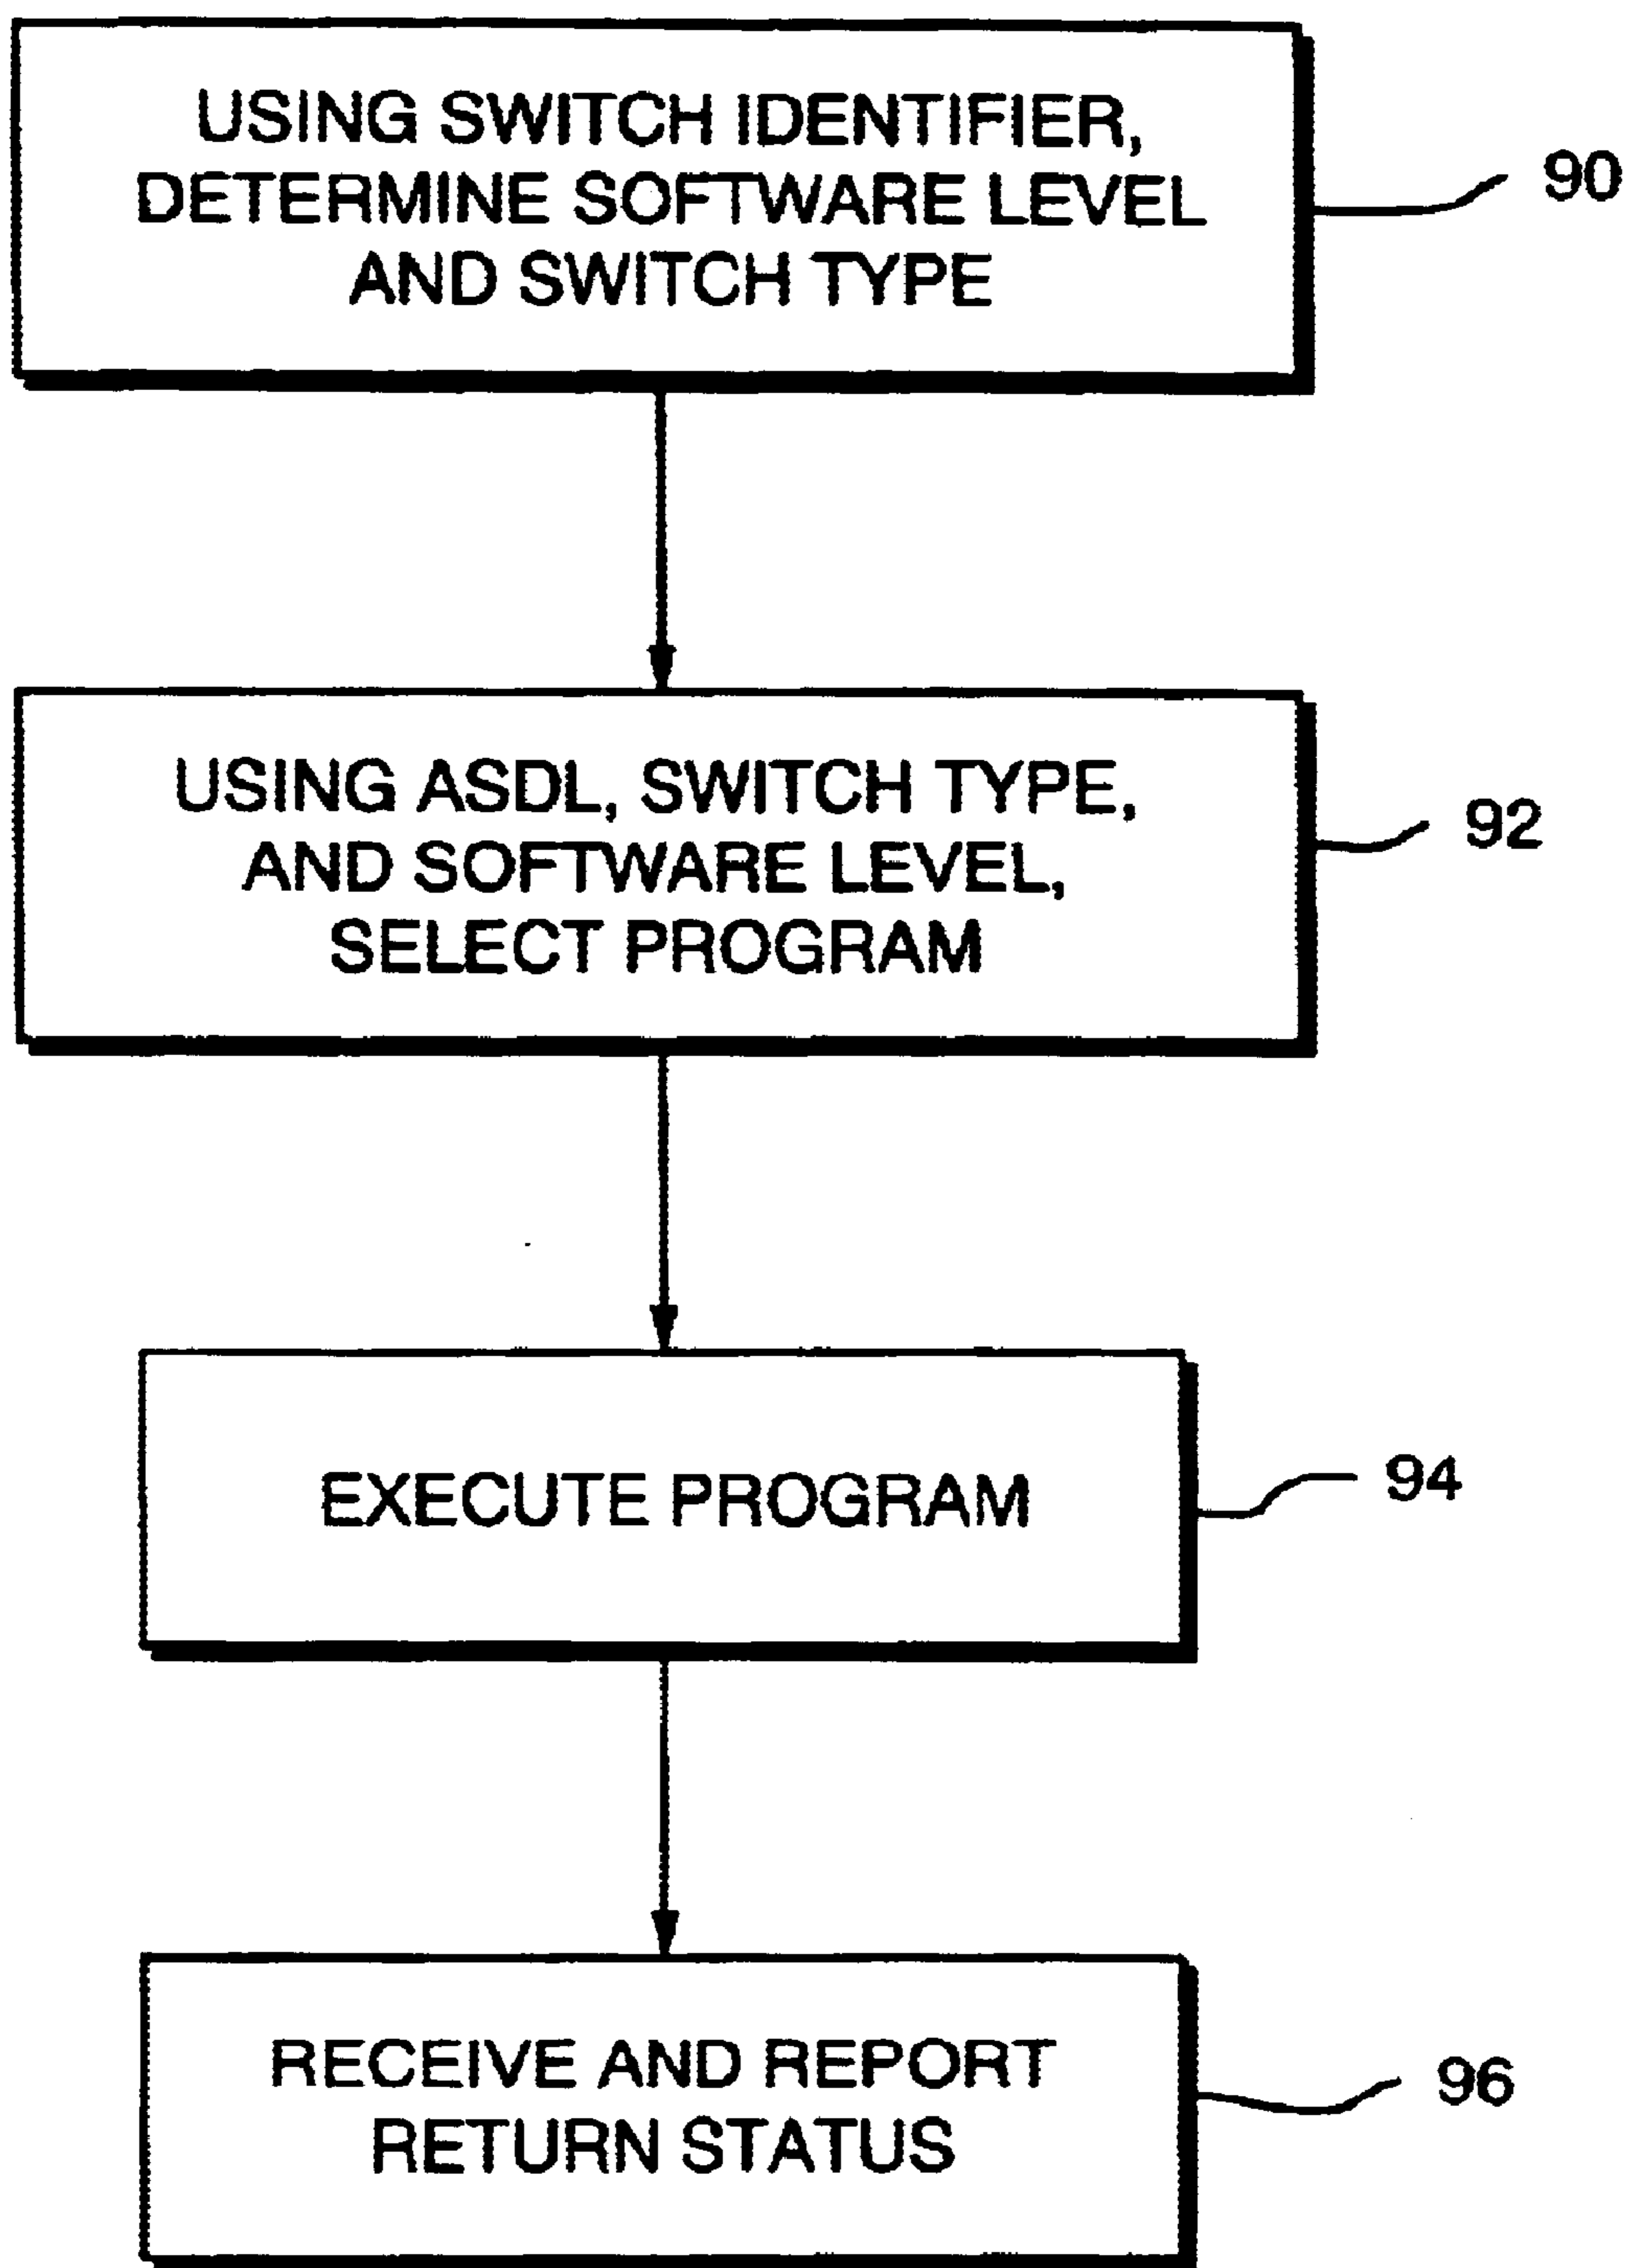 USING SWITCH IDENTIFIER,
DETERMINE SOFTWARE LEVEL
AND SWITCH TYPE
90
USING ASDL, SWITCH TYPE,
AND SOFTWARE LEVEL,
SELECT PROGRAM
92
EXECUTE PROGRAM
94
RECEIVE AND REPORT
RETURN STATUS
96